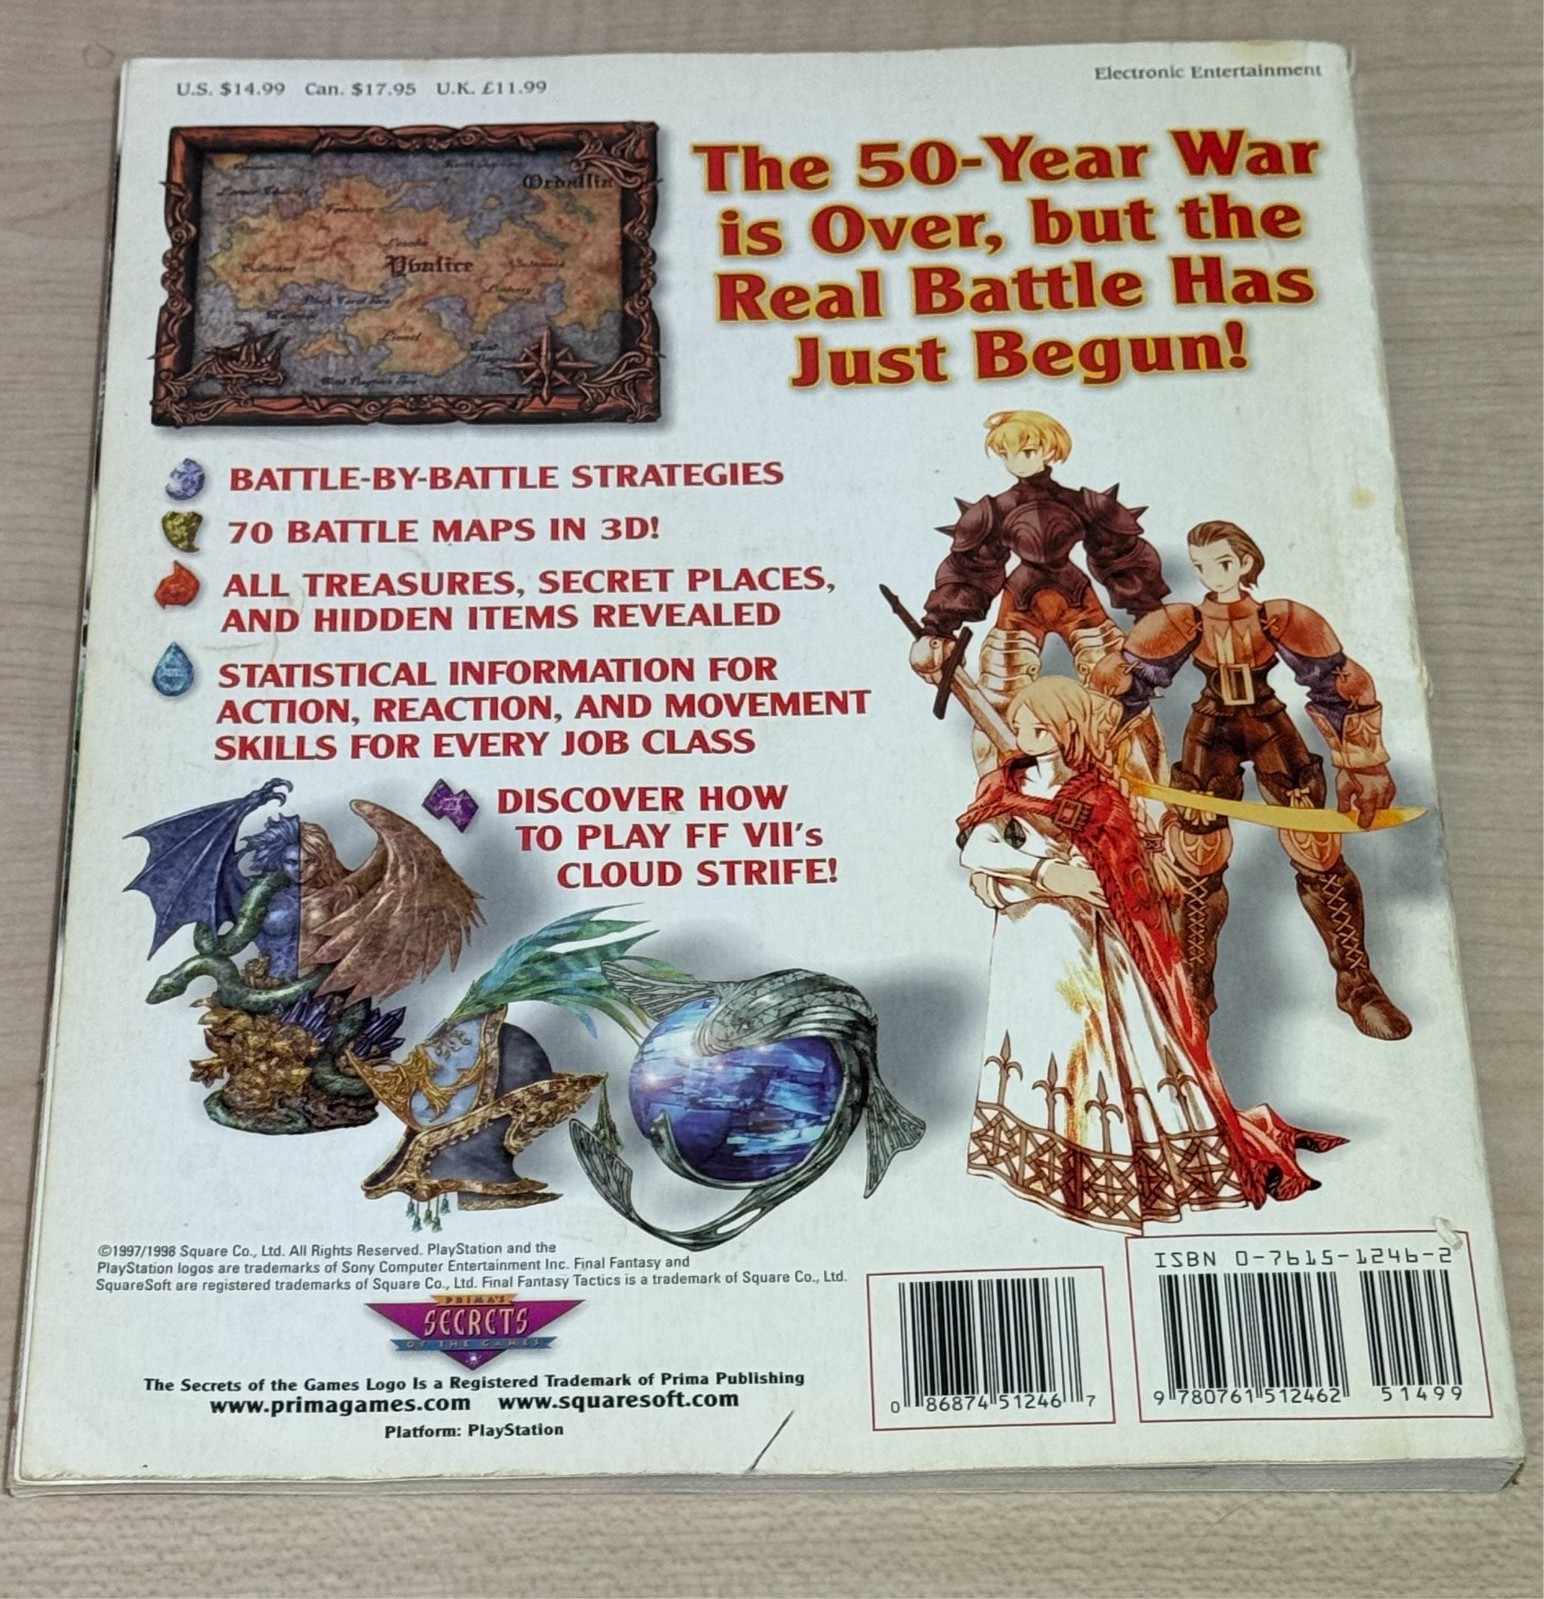 U.S. $14.99 Can. $17.95 U.K. £11.99
Electronic Entertainment
Ordallia
Ybalice
Lionel
The 50-Year War
is Over, but the
Real Battle Has
Just Begun!
BATTLE-BY-BATTLE STRATEGIES
70 BATTLE MAPS IN 3D!
ALL TREASURES, SECRET PLACES,
AND HIDDEN ITEMS REVEALED
STATISTICAL INFORMATION FOR
ACTION, REACTION, AND MOVEMENT
SKILLS FOR EVERY JOB CLASS
DISCOVER HOW
TO PLAY FF VII's
CLOUD STRIFE!
©1997/1998 Square Co., Ltd. All Rights Reserved. PlayStation and the
PlayStation logos are trademarks of Sony Computer Entertainment Inc. Final Fantasy and
SquareSoft are registered trademarks of Square Co., Ltd. Final Fantasy Tactics is a trademark of Square Co., Ltd.
PRIMA'S
SECRETS
OF THE GAMES
The Secrets of the Games Logo Is a Registered Trademark of Prima Publishing
www.primagames.com www.squaresoft.com
Platform: PlayStation
0 86874 51246 7
ISBN 0-7615-1246-2
9 780761 512462
51499